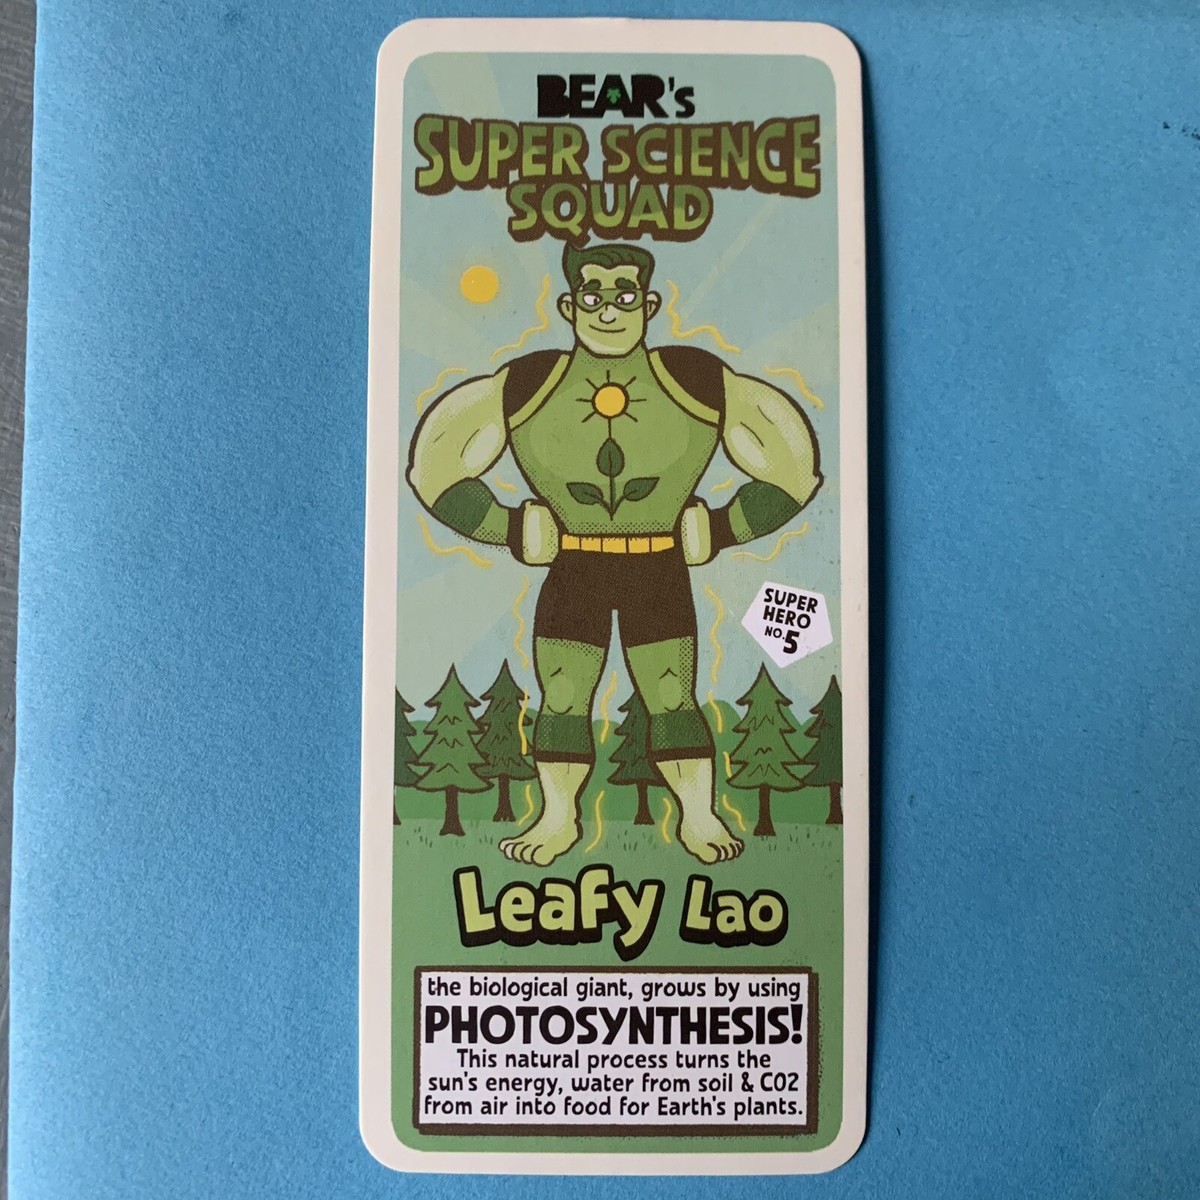 BEAR's
SUPER SCIENCE
SQUAD
SUPER
HERO
NO.5
Leafy Lao
the biological giant, grows by using
PHOTOSYNTHESIS!
This natural process turns the
sun's energy, water from soil & CO2
from air into food for Earth's plants.